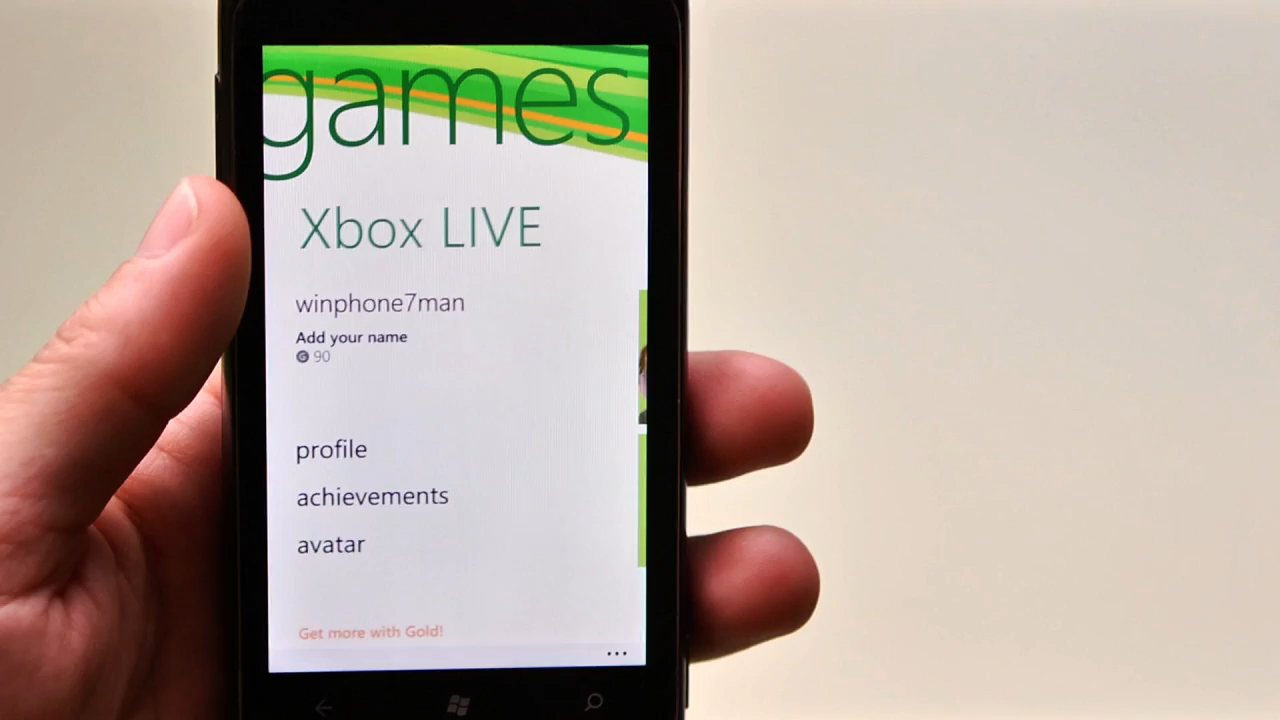 games
Xbox LIVE
winphone7man
Add your name
G 90
profile
achievements
avatar
Get more with Gold!
...